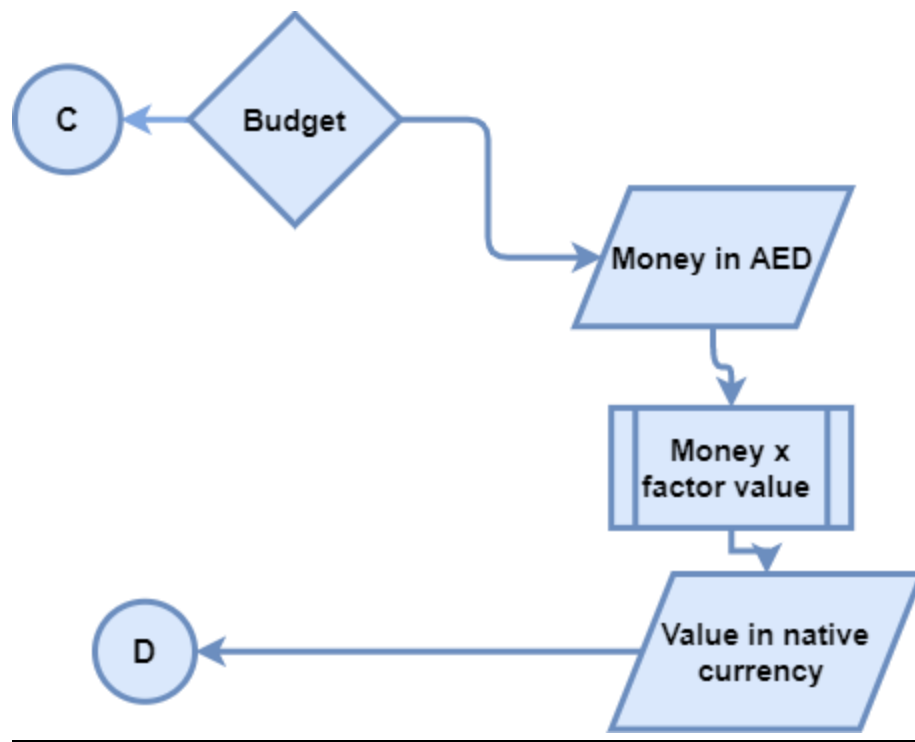 C
Budget
Money in AED
Money x
factor value
Value in native
currency
D